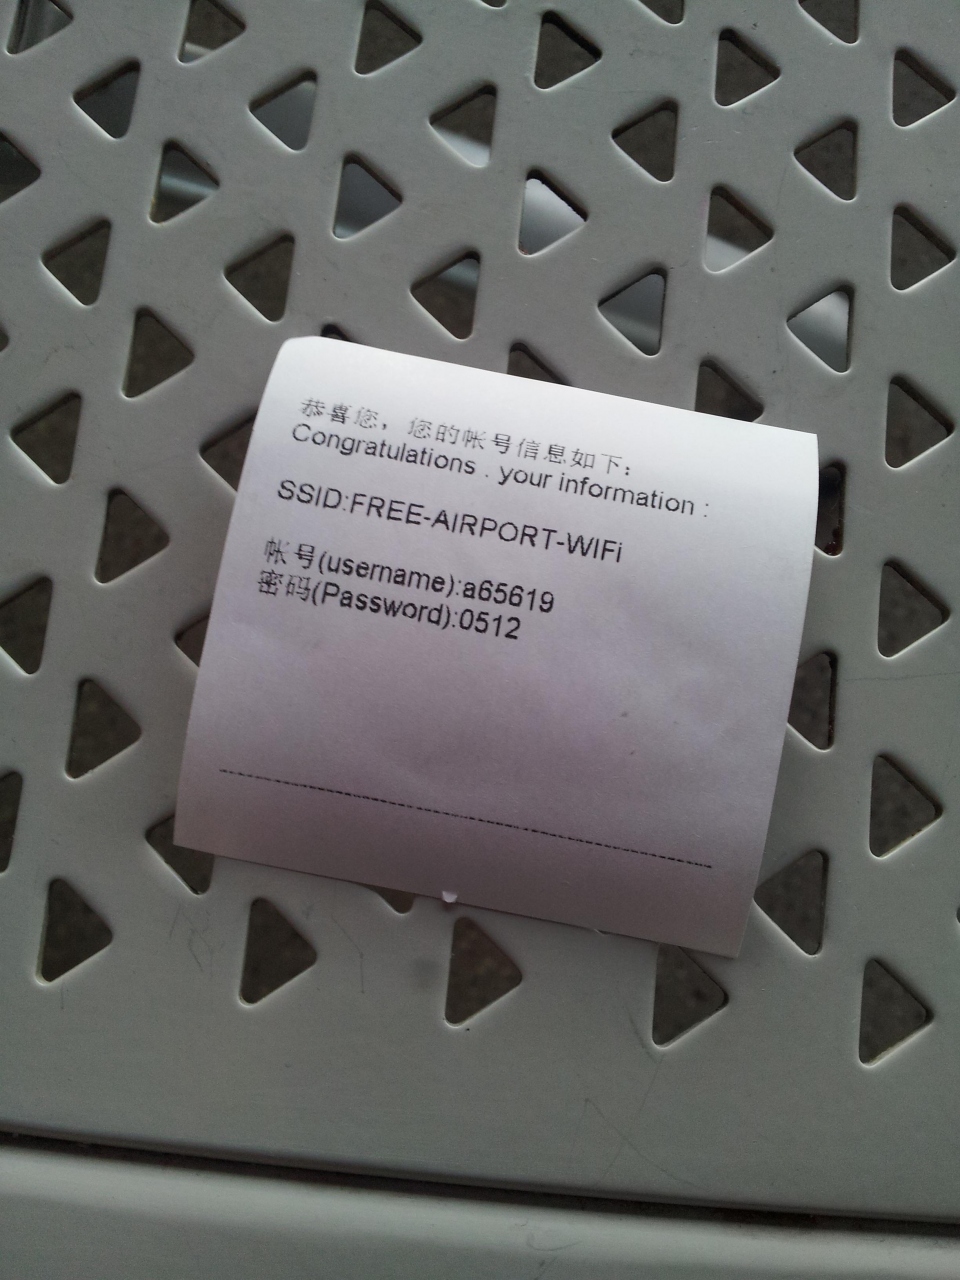 恭喜您，您的帐号信息如下：
Congratulations . your information :
SSID:FREE-AIRPORT-WIFi
帐号(username):a65619
密码(Password):0512